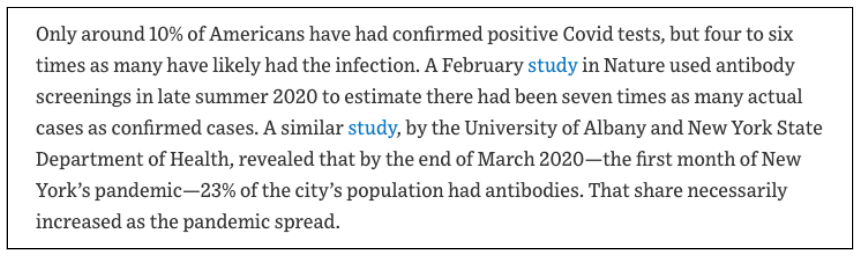 Only around 10% of Americans have had confirmed positive Covid tests, but four to six
times as many have likely had the infection. A February study in Nature used antibody
screenings in late summer 2020 to estimate there had been seven times as many actual
cases as confirmed cases. A similar study, by the University of Albany and New York State
Department of Health, revealed that by the end of March 2020—the first month of New
York’s pandemic—23% of the city’s population had antibodies. That share necessarily
increased as the pandemic spread.